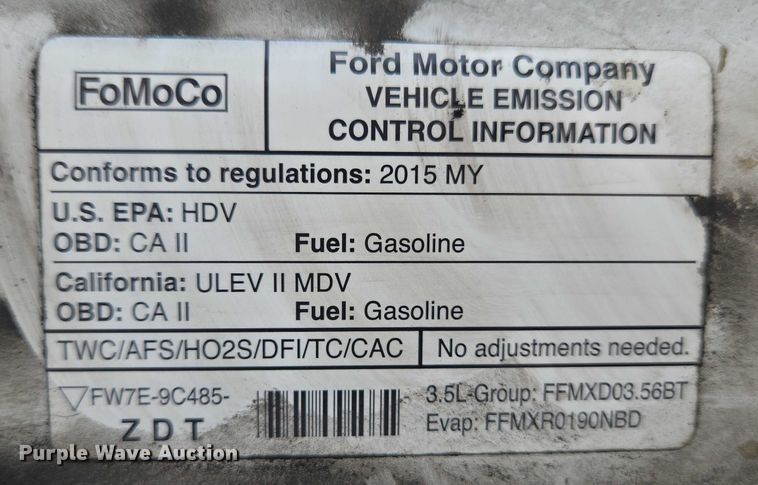 FoMoCo
Ford Motor Company
VEHICLE EMISSION
CONTROL INFORMATION
Conforms to regulations: 2015 MY
U.S. EPA: HDV
OBD: CA II Fuel: Gasoline
California: ULEV II MDV
OBD: CA II Fuel: Gasoline
TWC/AFS/HO2S/DFI/TC/CAC No adjustments needed.
FW7E-9C485-
ZDT
3.5L-Group: FFMXD03.56BT
Evap: FFMXR0190NBD
Purple Wave Auction